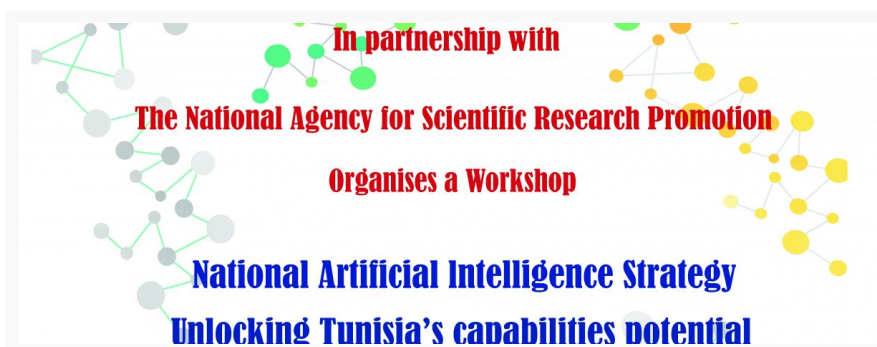 In partnership with
The National Agency for Scientific Research Promotion
Organises a Workshop
National Artificial Intelligence Strategy
Unlocking Tunisia's capabilities potential